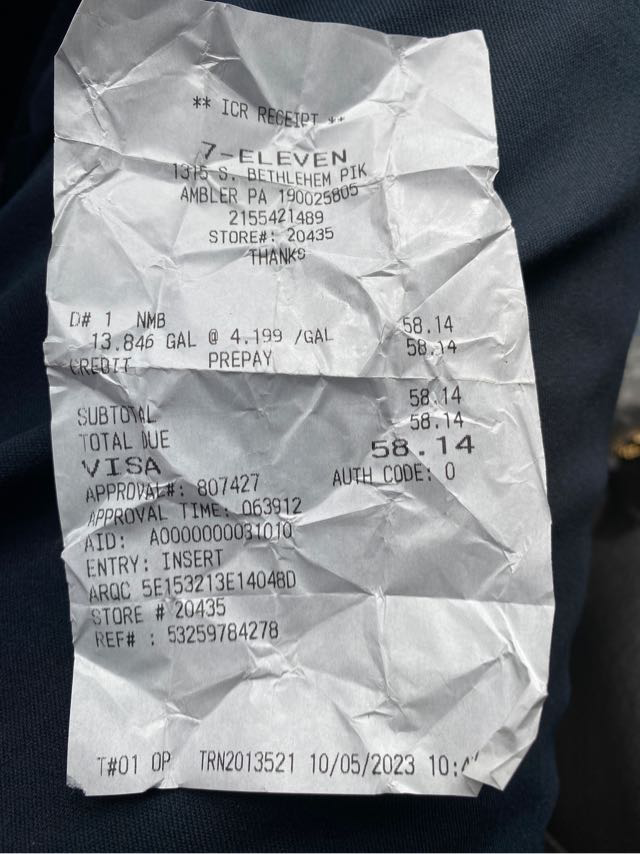 ** ICR RECEIPT **
7-ELEVEN
1315 S. BETHLEHEM PIK
AMBLER PA 190025805
2155421489
STORE#: 20435
THANKS
D# 1 NMB
13.846 GAL @ 4.199 /GAL 58.14
CREDIT PREPAY 58.14
SUBTOTAL 58.14
TOTAL DUE 58.14
VISA 58.14
APPROVAL#: 807427 AUTH CODE: 0
APPROVAL TIME: 063912
AID: A0000000031010
ENTRY: INSERT
ARQC 5E153213E14048D
STORE # 20435
REF# : 53259784278
T#01 OP TRN2013521 10/05/2023